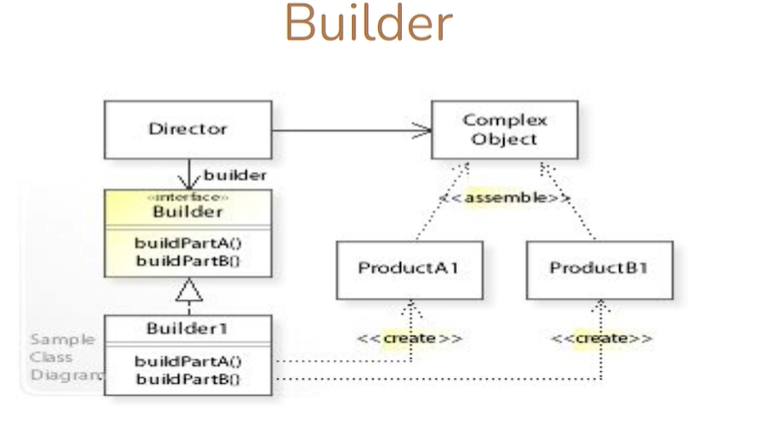 Builder
Director
Complex
Object
builder
«interface»
Builder
buildPartA()
buildPartB()
<<assemble>>
ProductA1
ProductB1
Builder1
buildPartA()
buildPartB()
<<create>>
<<create>>
Sample
Class
Diagram